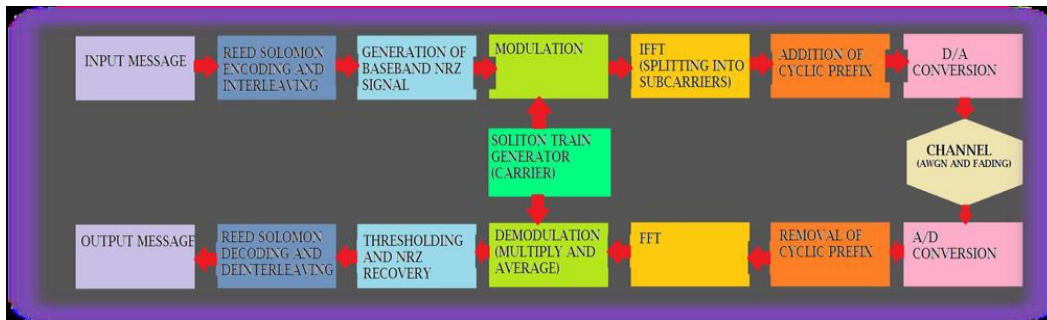 INPUT MESSAGE
REED SOLOMON
ENCODING AND
INTERLEAVING
GENERATION OF
BASEBAND NRZ
SIGNAL
MODULATION
IFFT
(SPLITTING INTO
SUBCARRIERS)
ADDITION OF
CYCLIC PREFIX
D/A
CONVERSION
SOLITON TRAIN
GENERATOR
(CARRIER)
CHANNEL
(AWGN AND FADING)
OUTPUT MESSAGE
REED SOLOMON
DECODING AND
DEINTERLEAVING
THRESHOLDING
AND NRZ
RECOVERY
DEMODULATION
(MULTIPLY AND
AVERAGE)
FFT
REMOVAL OF
CYCLIC PREFIX
A/D
CONVERSION